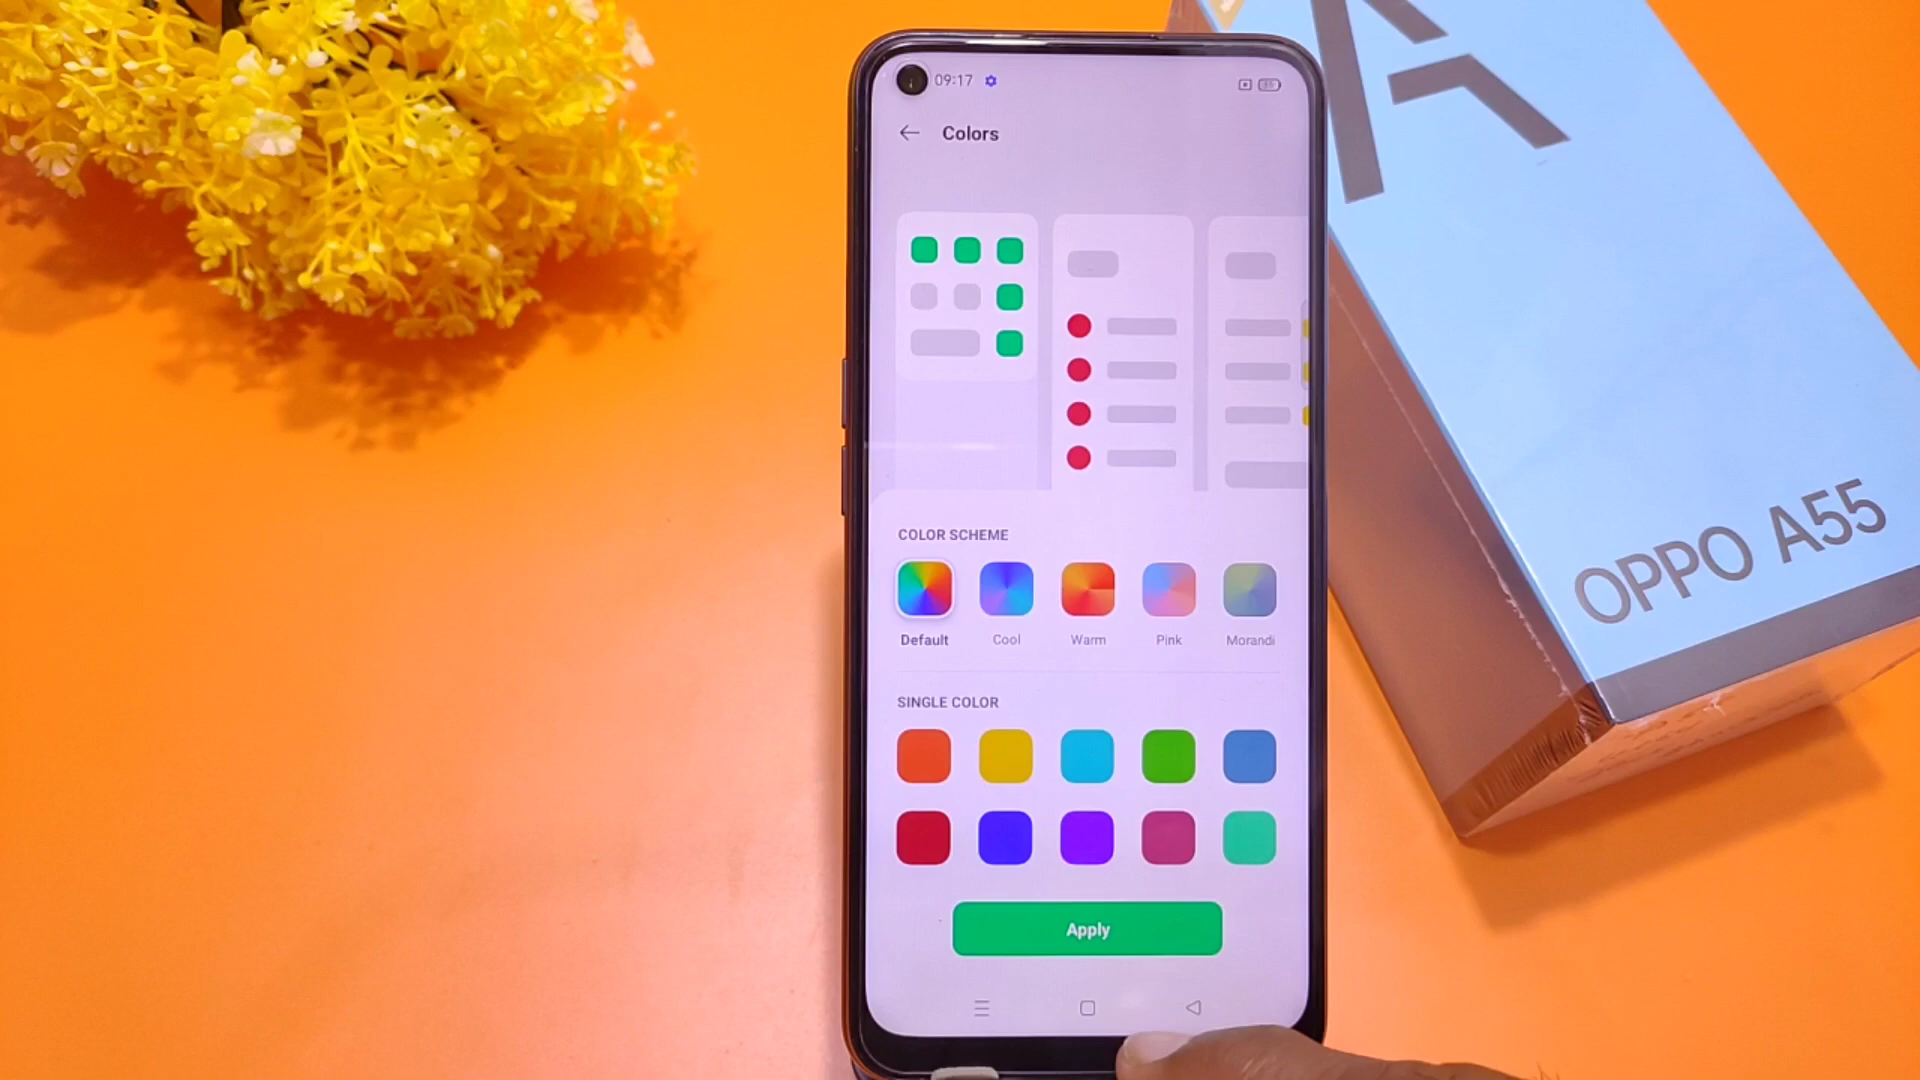 09:17
Colors
COLOR SCHEME
Default Cool Warm Pink Morandi
SINGLE COLOR
Apply
A
OPPO A55